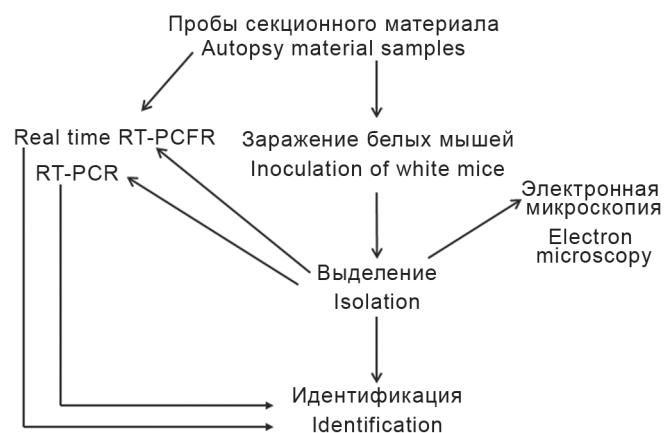 Пробы секционного материала
Autopsy material samples
Real time RT-PCFR
RT-PCR
Заражение белых мышей
Inoculation of white mice
Электронная
микроскопия
Electron
microscopy
Выделение
Isolation
Идентификация
Identification